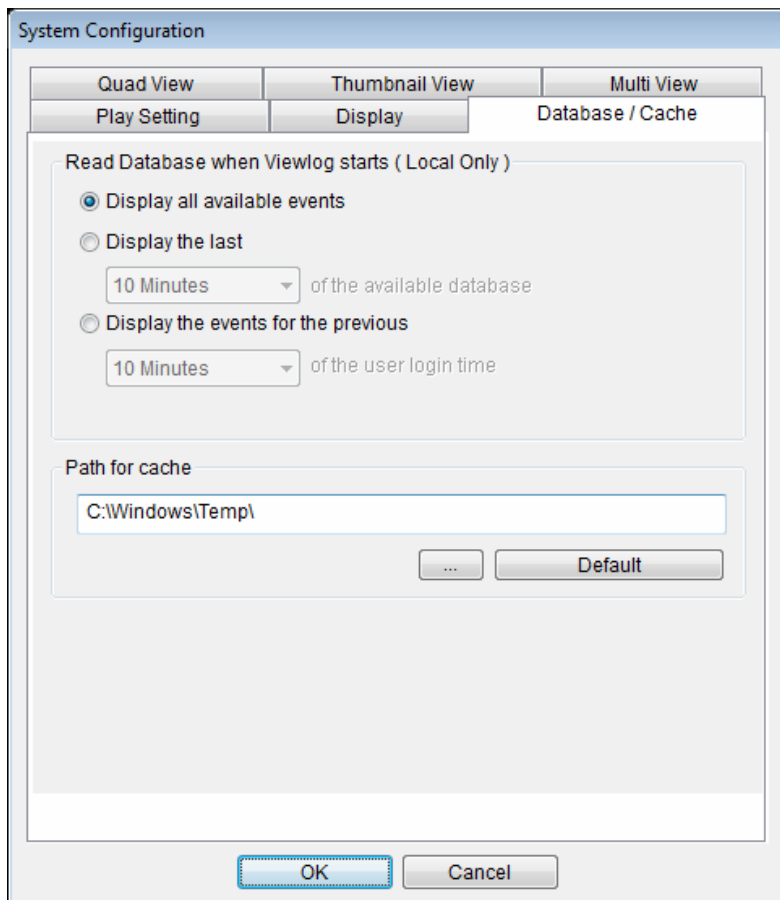 System Configuration
Quad View Thumbnail View Multi View
Play Setting Display Database / Cache
Read Database when Viewlog starts ( Local Only )
Display all available events
Display the last
10 Minutes of the available database
Display the events for the previous
10 Minutes of the user login time
Path for cache
C:\Windows\Temp\
... Default
OK Cancel